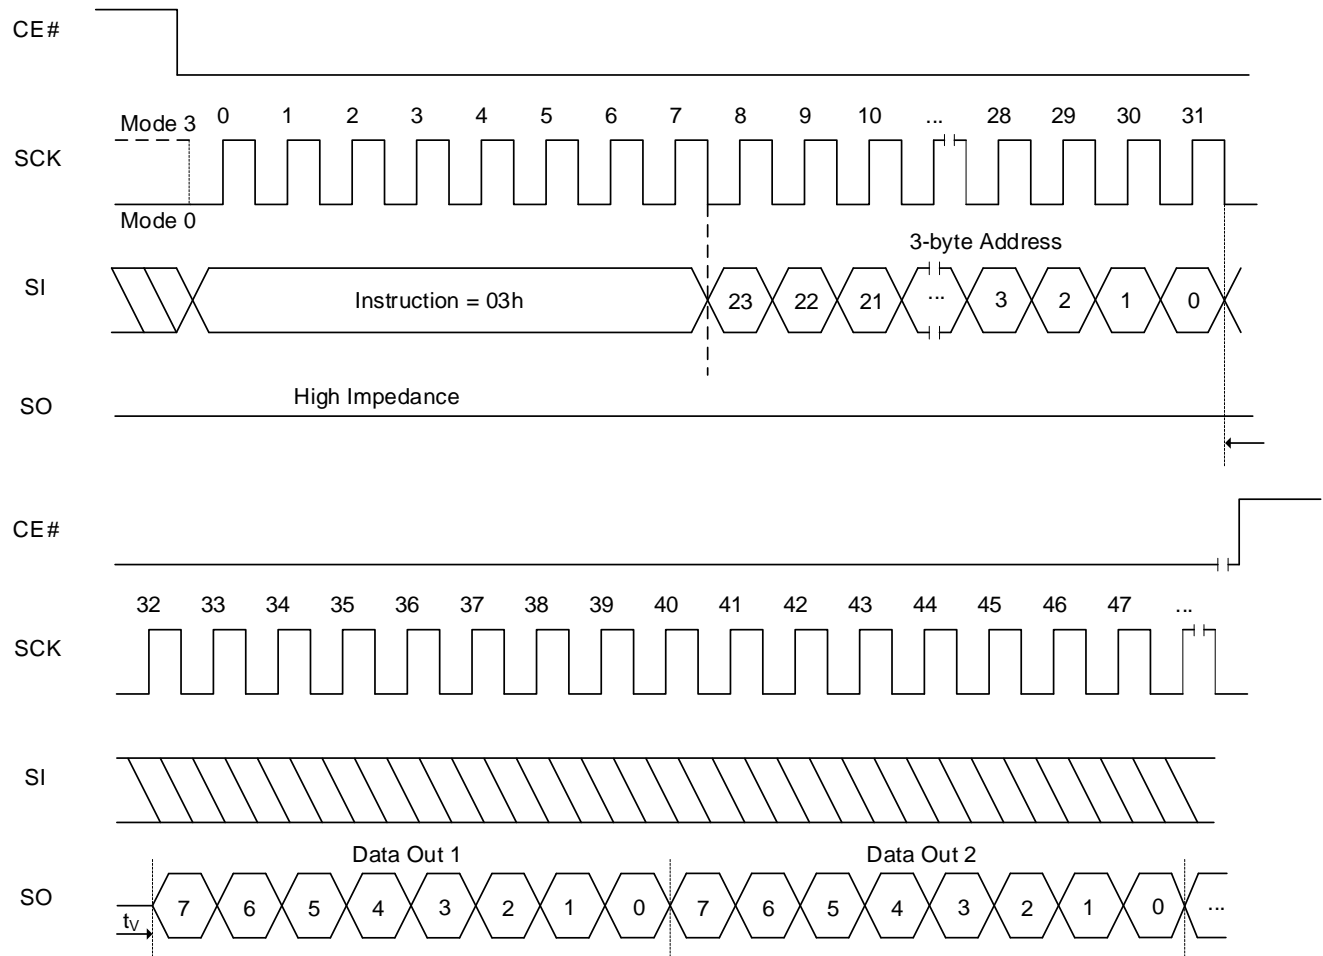 CE#
Mode 3 0 1 2 3 4 5 6 7 8 9 10 ... 28 29 30 31
SCK
Mode 0
3-byte Address
SI Instruction = 03h 23 22 21 ... 3 2 1 0
SO High Impedance
CE#
32 33 34 35 36 37 38 39 40 41 42 43 44 45 46 47 ...
SCK
SI
Data Out 1 Data Out 2
SO 7 6 5 4 3 2 1 0 7 6 5 4 3 2 1 0 ...
tV